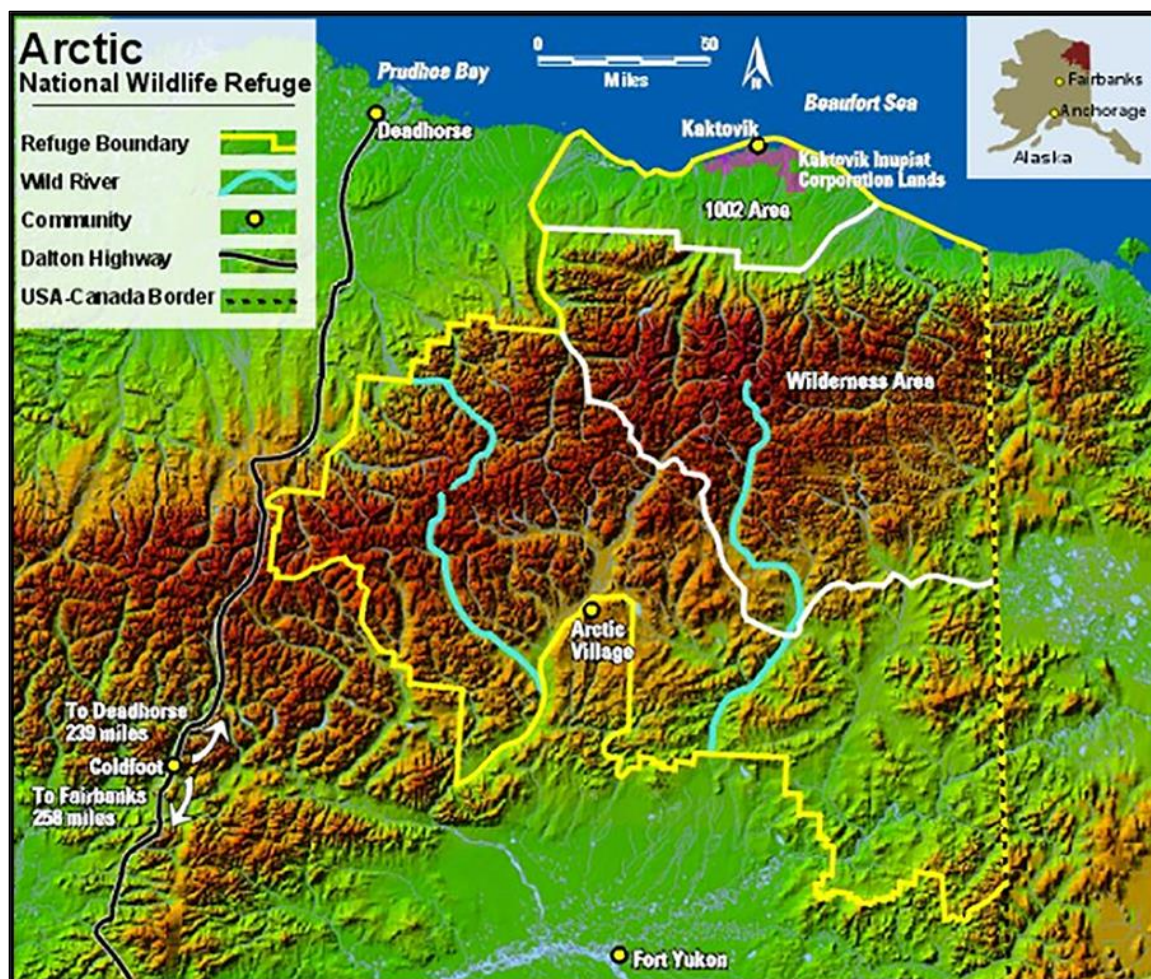 Arctic
National Wildlife Refuge
Refuge Boundary
Wild River
Community
Dalton Highway
USA-Canada Border
Prudhoe Bay
Deadhorse
0 50
Miles
N
Beaufort Sea
Kaktovik
Kaktovik Inupiat
Corporation Lands
1002 Area
Fairbanks
Anchorage
Alaska
Wilderness Area
Arctic
Village
To Deadhorse
239 miles
Coldfoot
To Fairbanks
258 miles
Fort Yukon